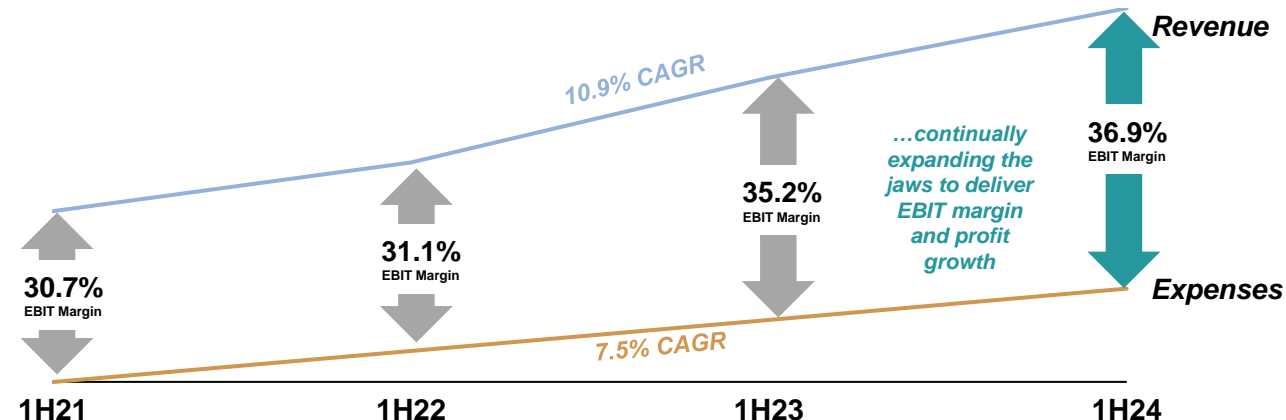 Revenue
10.9% CAGR
…continually
expanding the
jaws to deliver
EBIT margin
and profit
growth
36.9%
EBIT Margin
35.2%
EBIT Margin
31.1%
EBIT Margin
30.7%
EBIT Margin
Expenses
7.5% CAGR
1H21
1H22
1H23
1H24